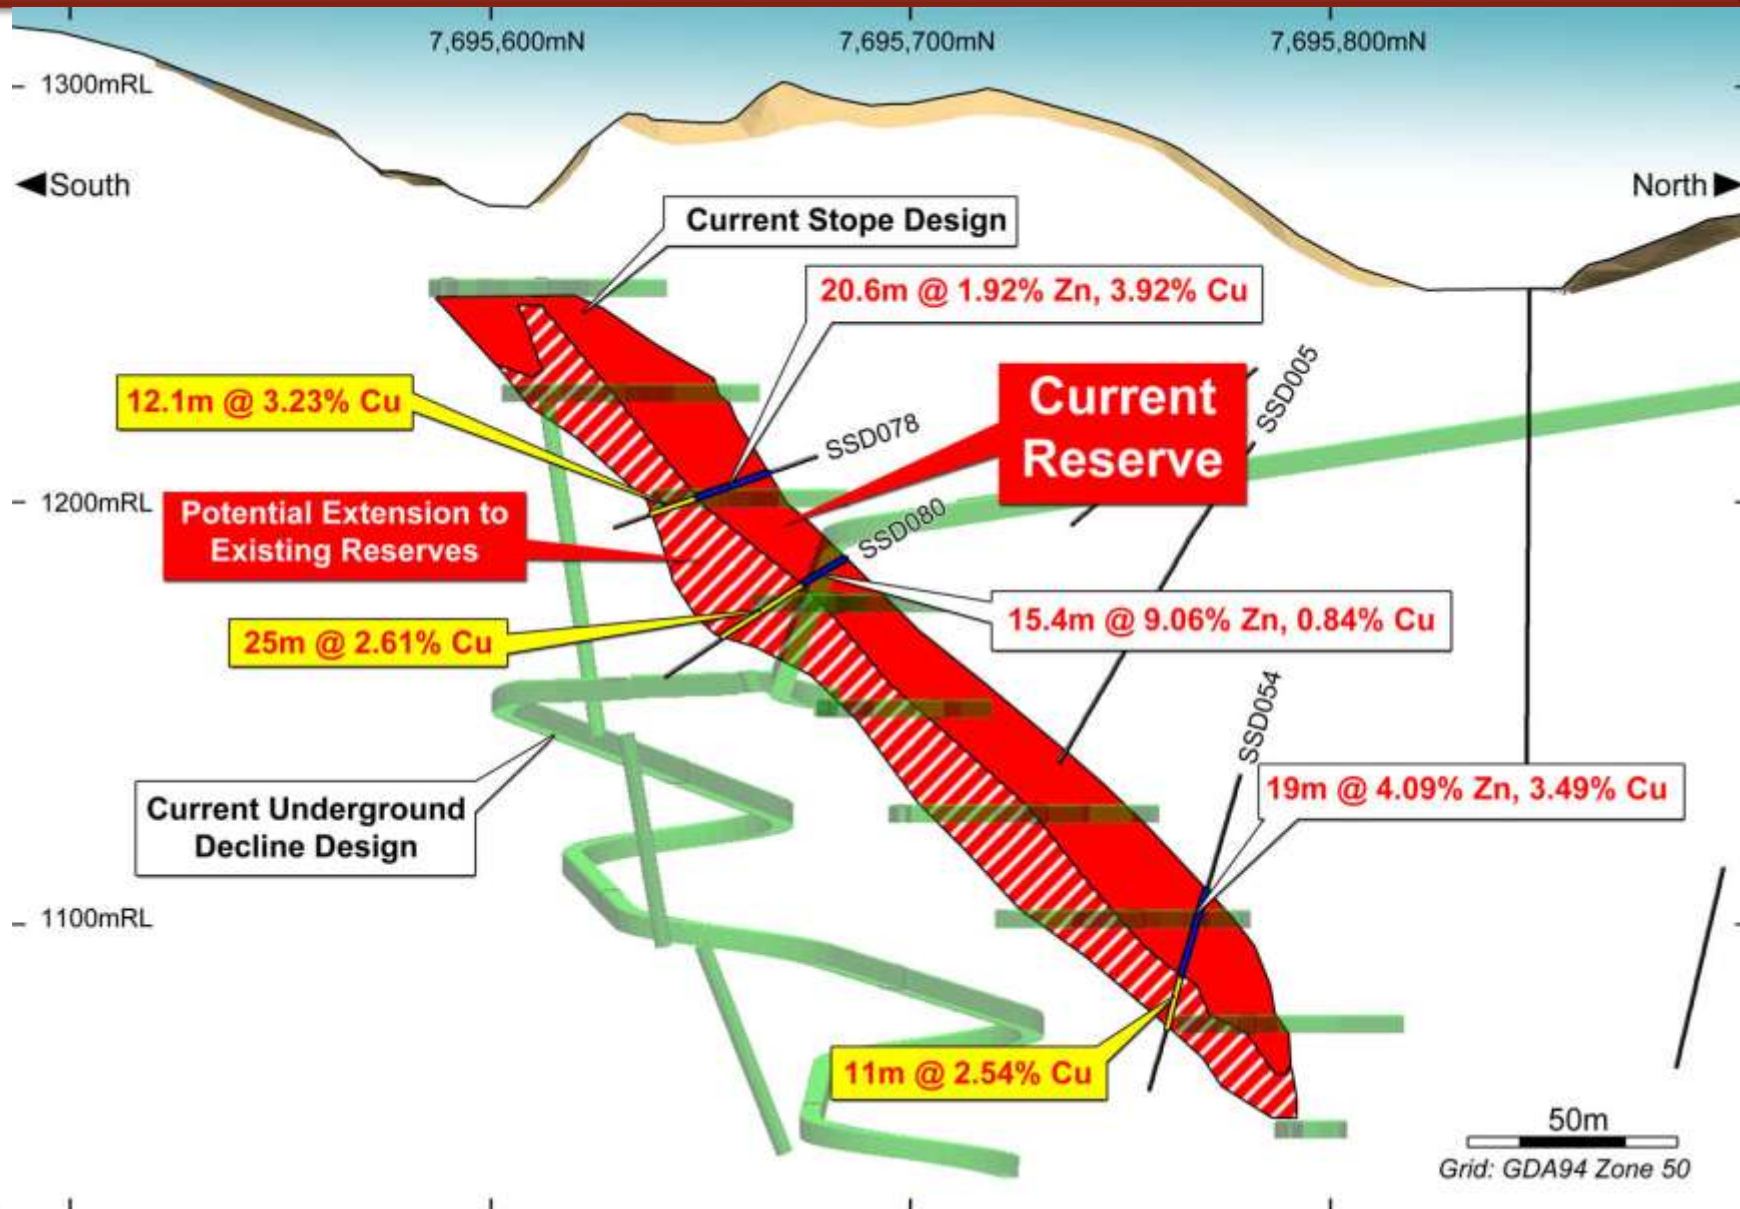 7,695,600mN
7,695,700mN
7,695,800mN
1300mRL
South
North
Current Stope Design
20.6m @ 1.92% Zn, 3.92% Cu
SSD005
Current
Reserve
12.1m @ 3.23% Cu
SSD078
1200mRL
Potential Extension to
Existing Reserves
SSD080
25m @ 2.61% Cu
15.4m @ 9.06% Zn, 0.84% Cu
SSD054
19m @ 4.09% Zn, 3.49% Cu
Current Underground
Decline Design
1100mRL
11m @ 2.54% Cu
50m
Grid: GDA94 Zone 50